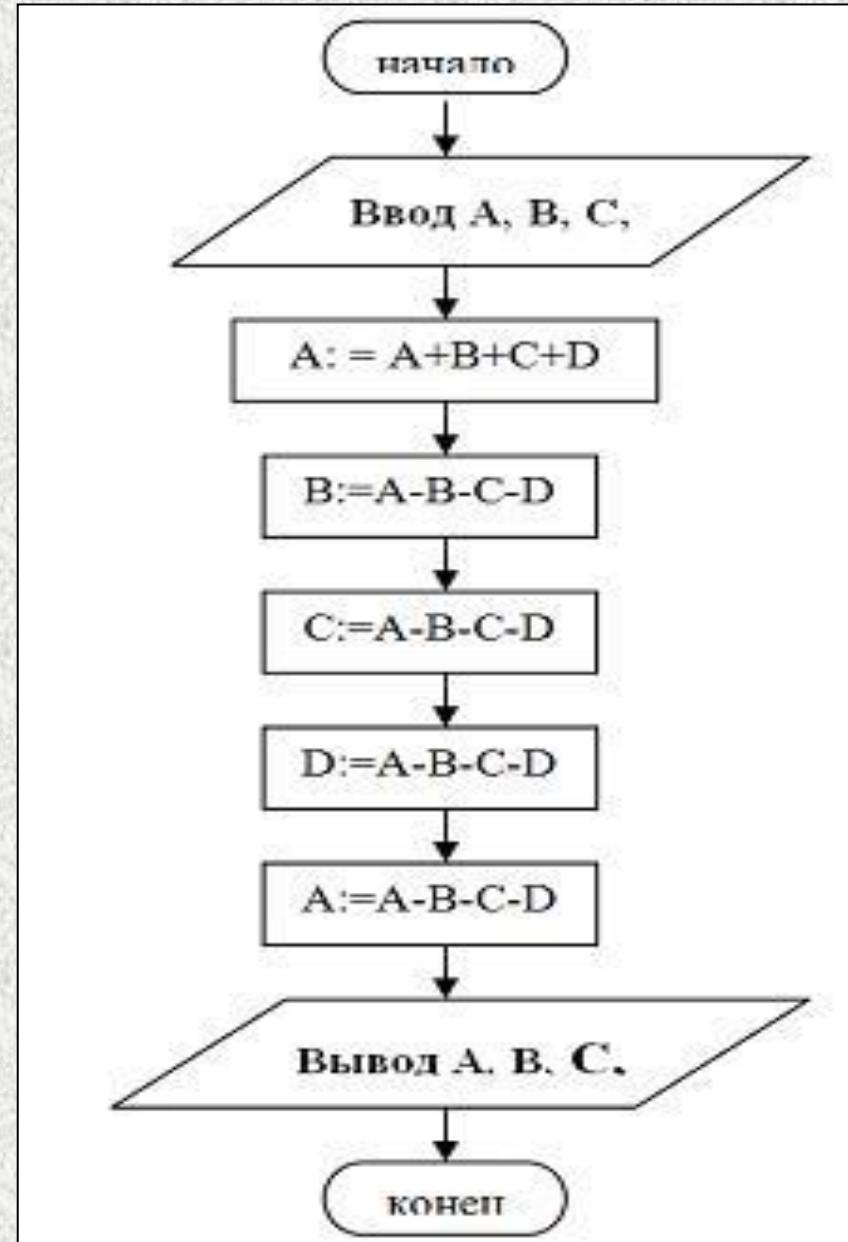 начало
Ввод A, B, C,
A: = A+B+C+D
B:=A-B-C-D
C:=A-B-C-D
D:=A-B-C-D
A:=A-B-C-D
Вывод A. B. C.
конец